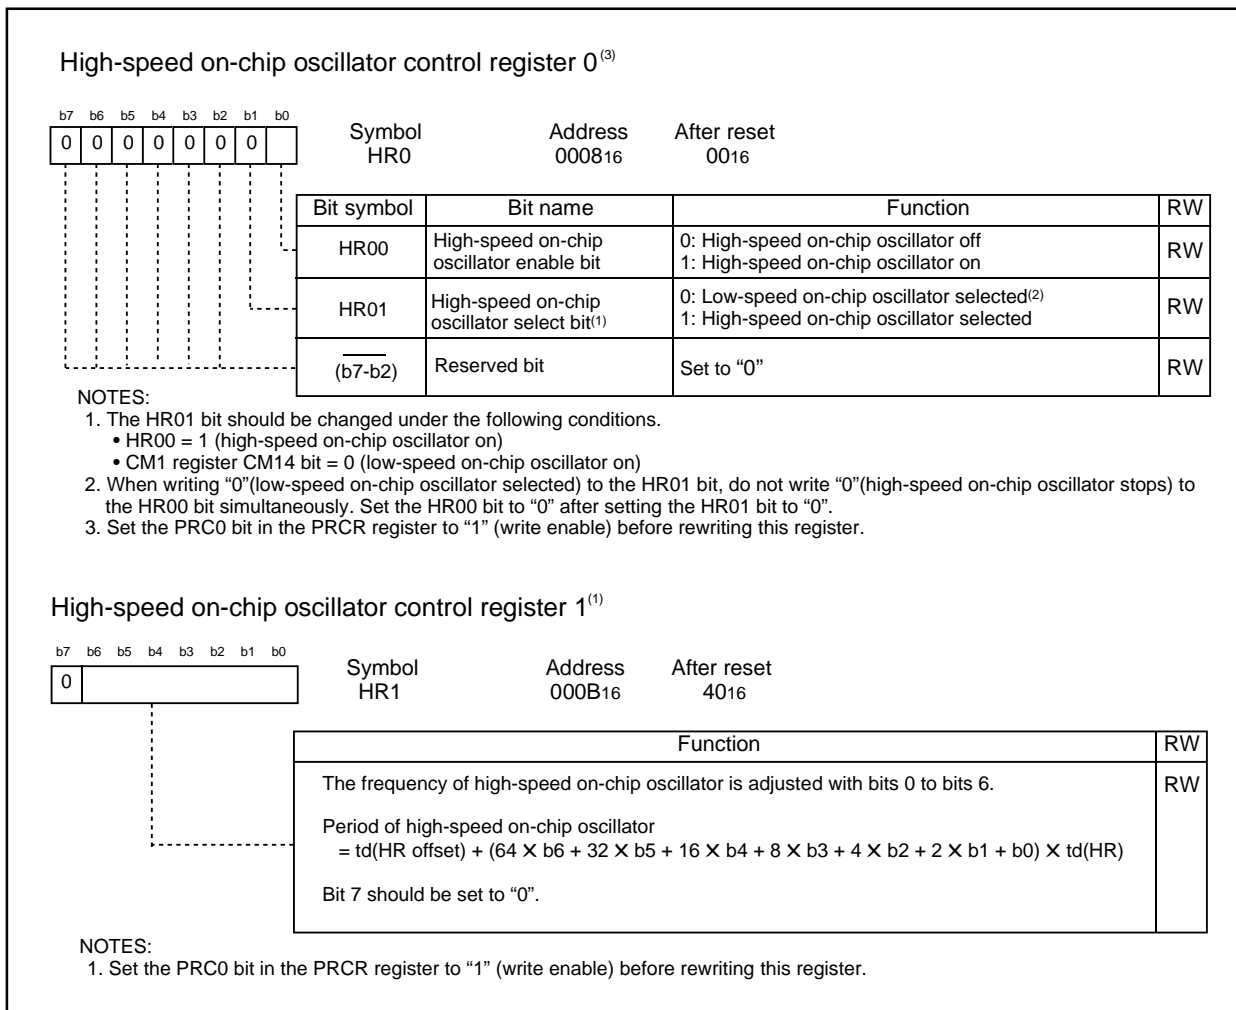 High-speed on-chip oscillator control register 0(3)
b7 b6 b5 b4 b3 b2 b1 b0
0 0 0 0 0 0 0
Symbol Address After reset
HR0 000816 0016
Bit symbol Bit name Function RW
HR00 High-speed on-chip oscillator enable bit 0: High-speed on-chip oscillator off RW
1: High-speed on-chip oscillator on
HR01 High-speed on-chip oscillator select bit(1) 0: Low-speed on-chip oscillator selected(2) RW
1: High-speed on-chip oscillator selected
(b7-b2) Reserved bit Set to “0” RW
NOTES:
1. The HR01 bit should be changed under the following conditions.
• HR00 = 1 (high-speed on-chip oscillator on)
• CM1 register CM14 bit = 0 (low-speed on-chip oscillator on)
2. When writing “0”(low-speed on-chip oscillator selected) to the HR01 bit, do not write “0”(high-speed on-chip oscillator stops) to
the HR00 bit simultaneously. Set the HR00 bit to “0” after setting the HR01 bit to “0”.
3. Set the PRC0 bit in the PRCR register to “1” (write enable) before rewriting this register.
High-speed on-chip oscillator control register 1(1)
b7 b6 b5 b4 b3 b2 b1 b0
0
Symbol Address After reset
HR1 000B16 4016
Function RW
The frequency of high-speed on-chip oscillator is adjusted with bits 0 to bits 6. RW
Period of high-speed on-chip oscillator
= td(HR offset) + (64 X b6 + 32 X b5 + 16 X b4 + 8 X b3 + 4 X b2 + 2 X b1 + b0) X td(HR)
Bit 7 should be set to “0”.
NOTES:
1. Set the PRC0 bit in the PRCR register to “1” (write enable) before rewriting this register.